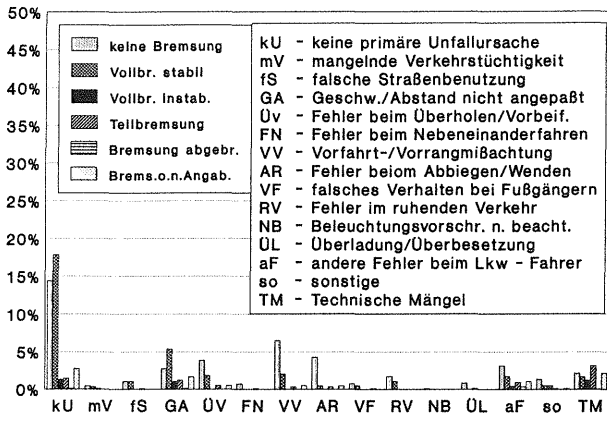 50%
45%
40%
35%
30%
25%
20%
15%
10%
5%
0%
keine Bremsung
Vollbr. stabil
Vollbr. instab.
Teilbremsung
Bremsung abgebr.
Brems.o.n.Angab.
kU - keine primäre Unfallursache
mV - mangelnde Verkehrstüchtigkeit
fS - falsche Straßenbenutzung
GA - Geschw./Abstand nicht angepaßt
Üv - Fehler beim Überholen/Vorbeif.
FN - Fehler beim Nebeneinanderfahren
VV - Vorfahrt-/Vorrangmißachtung
AR - Fehler beiom Abbiegen/Wenden
VF - falsches Verhalten bei Fußgängern
RV - Fehler im ruhenden Verkehr
NB - Beleuchtungsvorschr. n. beacht.
ÜL - Überladung/Überbesetzung
aF - andere Fehler beim Lkw - Fahrer
so - sonstige
TM - Technische Mängel
kU mV fS GA ÜV FN VV AR VF RV NB ÜL aF so TM